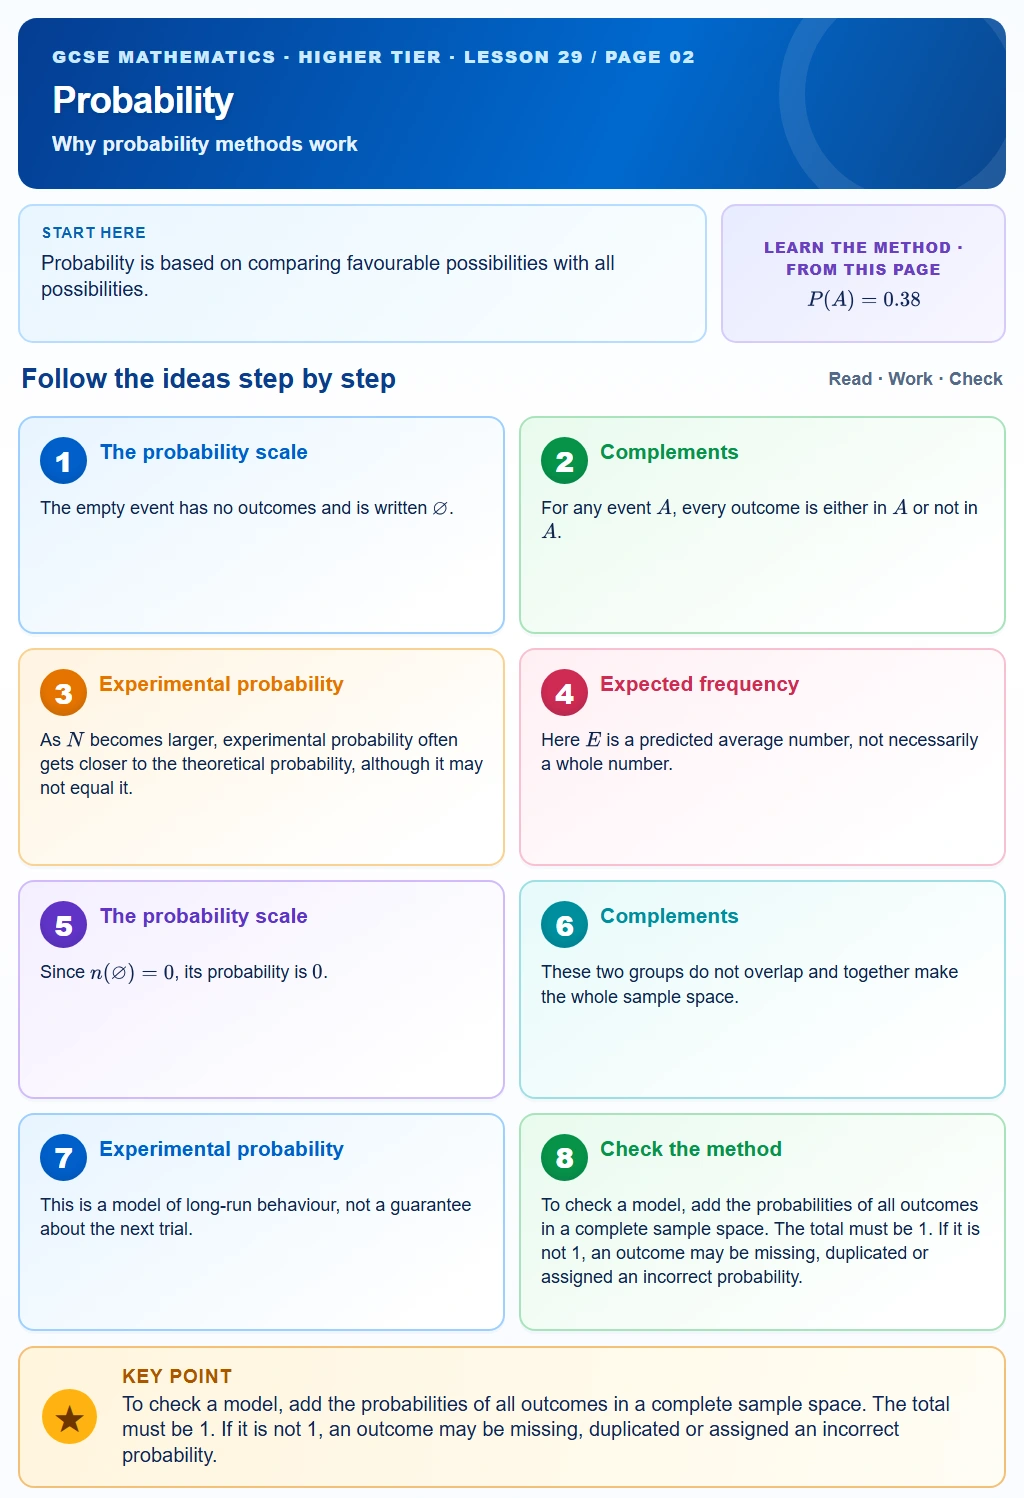 GCSE MATHEMATICS · HIGHER TIER · LESSON 29 / PAGE 02
Probability
Why probability methods work
START HERE
Probability is based on comparing favourable possibilities with all
possibilities.
LEARN THE METHOD ·
FROM THIS PAGE
P(A) = 0.38
Follow the ideas step by step
Read · Work · Check
1
The probability scale
The empty event has no outcomes and is written ∅.
2
Complements
For any event A, every outcome is either in A or not in
A.
3
Experimental probability
As N becomes larger, experimental probability often
gets closer to the theoretical probability, although it may
not equal it.
4
Expected frequency
Here E is a predicted average number, not necessarily
a whole number.
5
The probability scale
Since n(∅) = 0, its probability is 0.
6
Complements
These two groups do not overlap and together make
the whole sample space.
7
Experimental probability
This is a model of long-run behaviour, not a guarantee
about the next trial.
8
Check the method
To check a model, add the probabilities of all outcomes
in a complete sample space. The total must be 1. If it is
not 1, an outcome may be missing, duplicated or
assigned an incorrect probability.
KEY POINT
To check a model, add the probabilities of all outcomes in a complete sample space. The total
must be 1. If it is not 1, an outcome may be missing, duplicated or assigned an incorrect
probability.